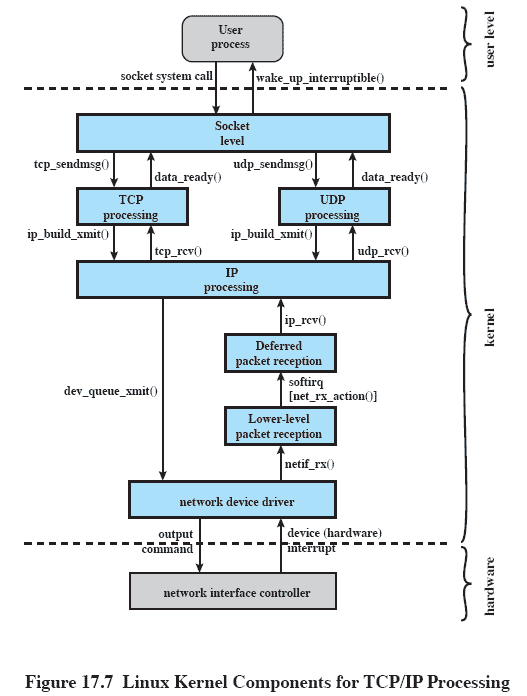 User
process
user level
socket system call
wake_up_interruptible()
Socket
level
tcp_sendmsg()
data_ready()
udp_sendmsg()
data_ready()
TCP
processing
UDP
processing
ip_build_xmit()
tcp_rcv()
ip_build_xmit()
udp_rcv()
IP
processing
ip_rcv()
kernel
Deferred
packet reception
dev_queue_xmit()
softirq
[net_rx_action()]
Lower-level
packet reception
netif_rx()
network device driver
output
command
device (hardware)
interrupt
network interface controller
hardware
Figure 17.7 Linux Kernel Components for TCP/IP Processing